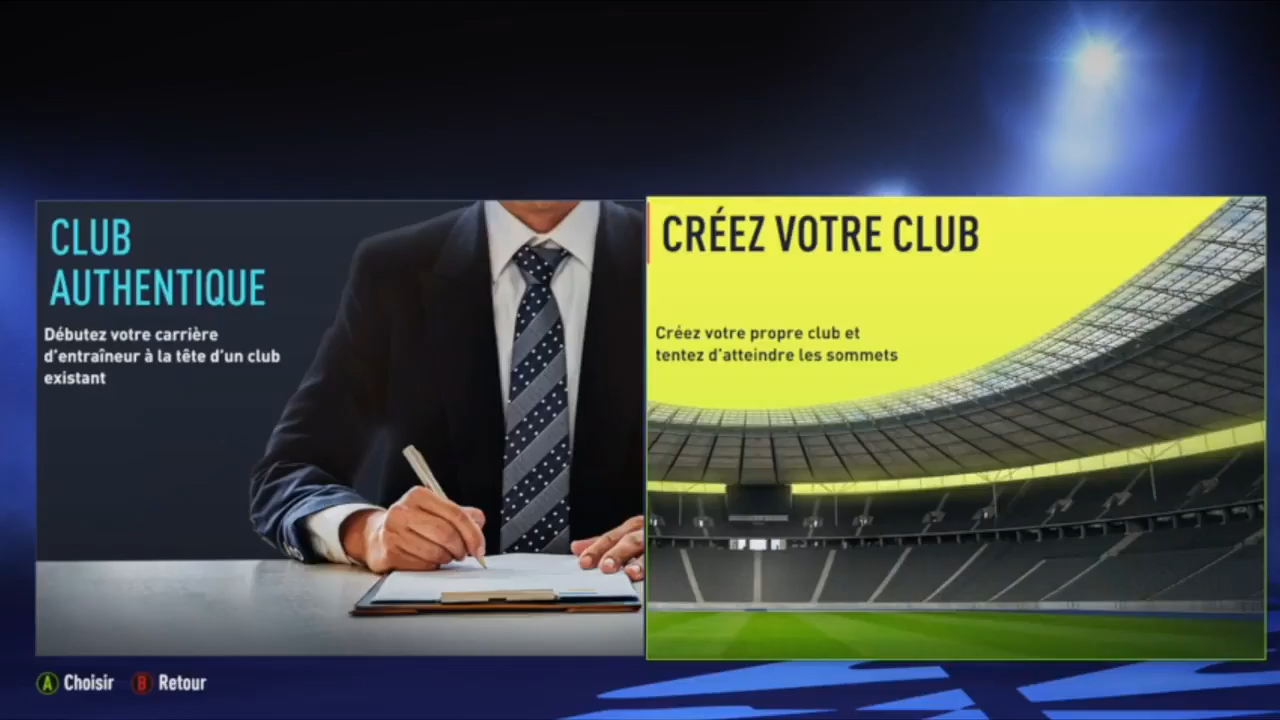 CLUB
AUTHENTIQUE
Débutez votre carrière
d'entraîneur à la tête d'un club
existant
CRÉEZ VOTRE CLUB
Créez votre propre club et
tentez d'atteindre les sommets
A Choisir B Retour